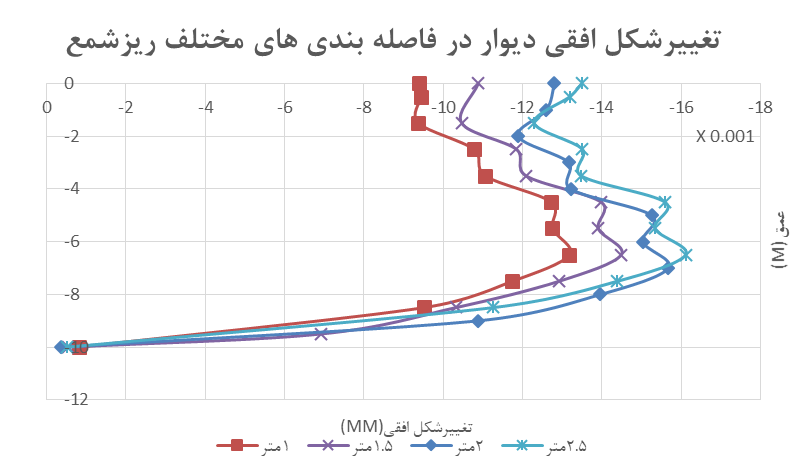 تغییرشکل افقی دیوار در فاصله بندی های مختلف ریزشمع
0
0 -2 -4 -6 -8 -10 -12 -14 -16 -18
-2
X 0.001
-4
-6
-8
-10
-12
عمق (M)
تغییرشکل افقی(MM)
۱متر ۱.۵متر ۲متر ۲.۵متر